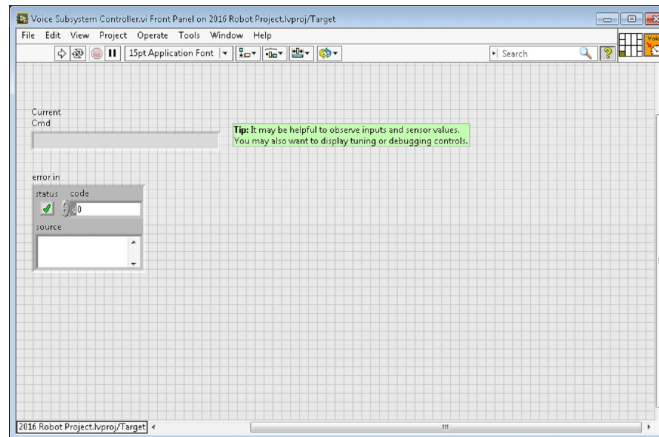 Voice Subsystem Controller.vi Front Panel on 2016 Robot Project.lvproj/Target
File Edit View Project Operate Tools Window Help
15pt Application Font
Search
?
Current
Cmd
Tip: It may be helpful to observe inputs and sensor values.
You may also want to display tuning or debugging controls.
error in
status code
0
source
2016 Robot Project.lvproj/Target